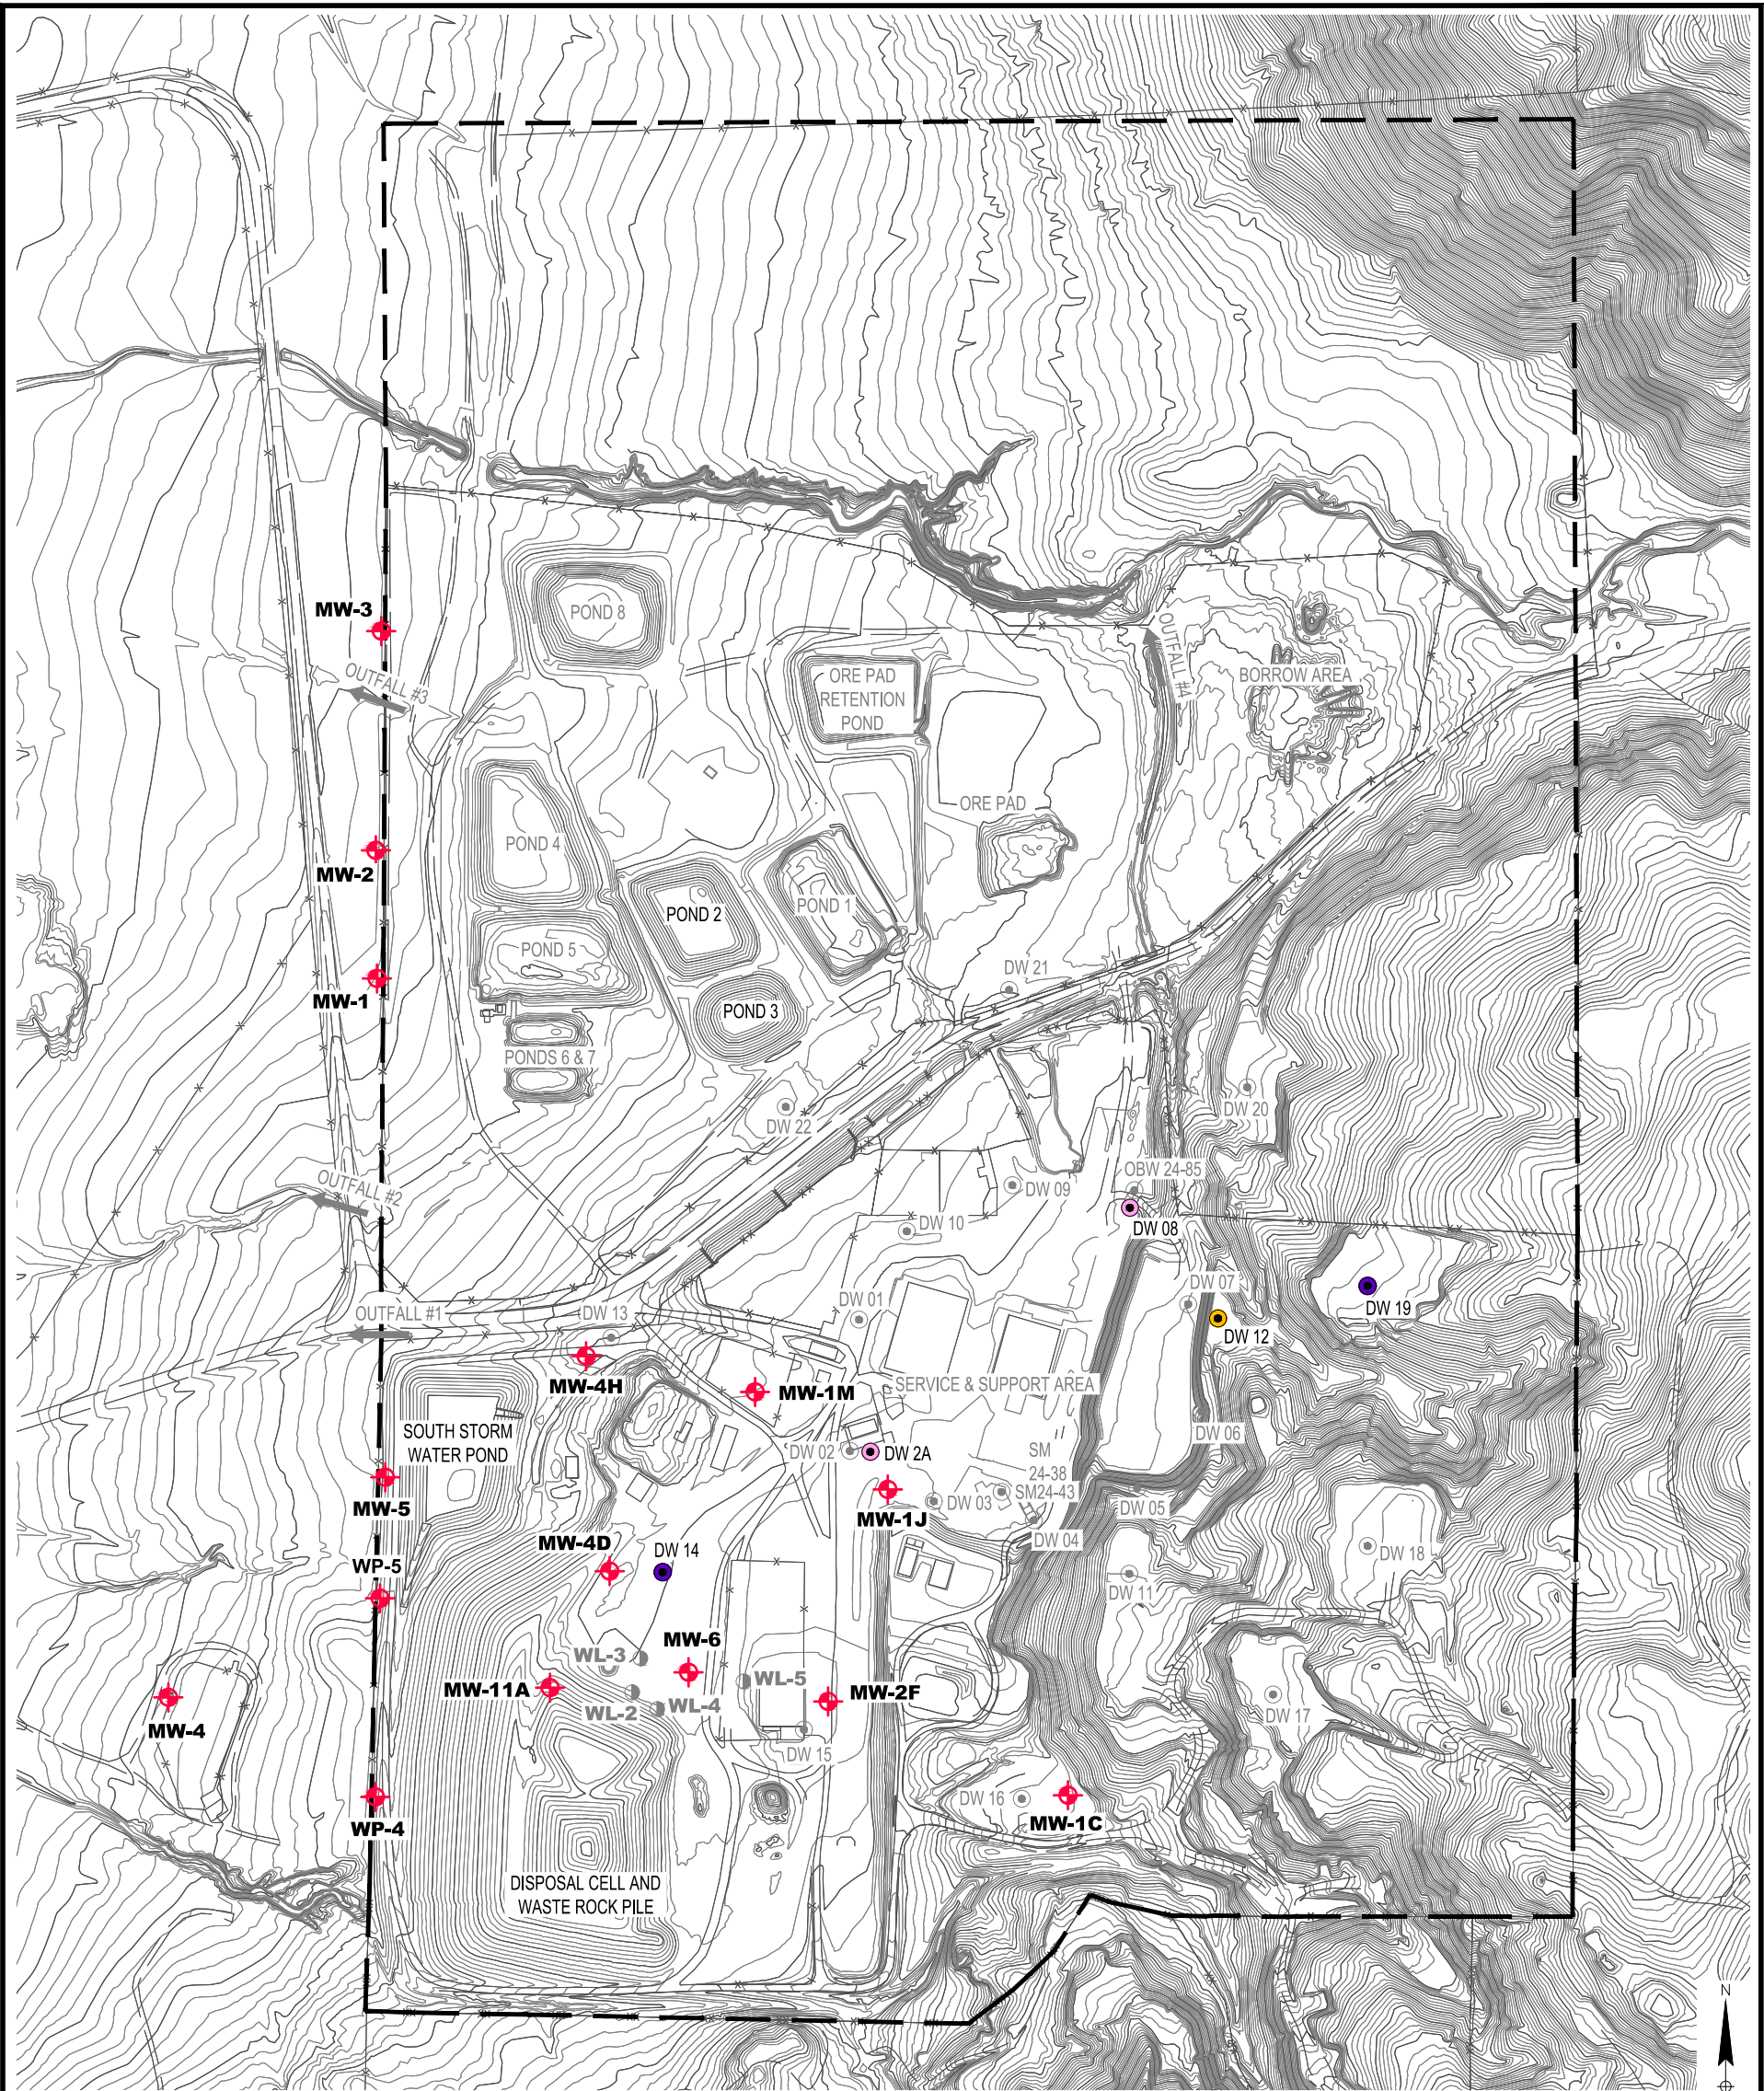 MW-3
POND 8
OUTFALL #3
ORE PAD
RETENTION
POND
OUTFALL #4
BORROW AREA
ORE PAD
POND 4
MW-2
POND 2
POND 1
POND 5
MW-1
POND 3
DW 21
PONDS 6 & 7
DW 22
DW 20
OBW 24-85
DW 09
OUTFALL #2
DW 10
DW 08
DW 07
DW 19
DW 12
OUTFALL #1
DW 13
DW 01
MW-4H
MW-1M
SERVICE & SUPPORT AREA
SOUTH STORM
WATER POND
DW 06
DW 02
DW 2A
SM
24-38
SM24-43
MW-5
DW 03
DW 05
MW-1J
DW 04
MW-4D
DW 14
DW 18
WP-5
DW 11
MW-6
WL-3
WL-5
MW-11A
MW-2F
WL-2
WL-4
MW-4
DW 17
DW 15
DW 16
MW-1C
WP-4
DISPOSAL CELL AND
WASTE ROCK PILE
N